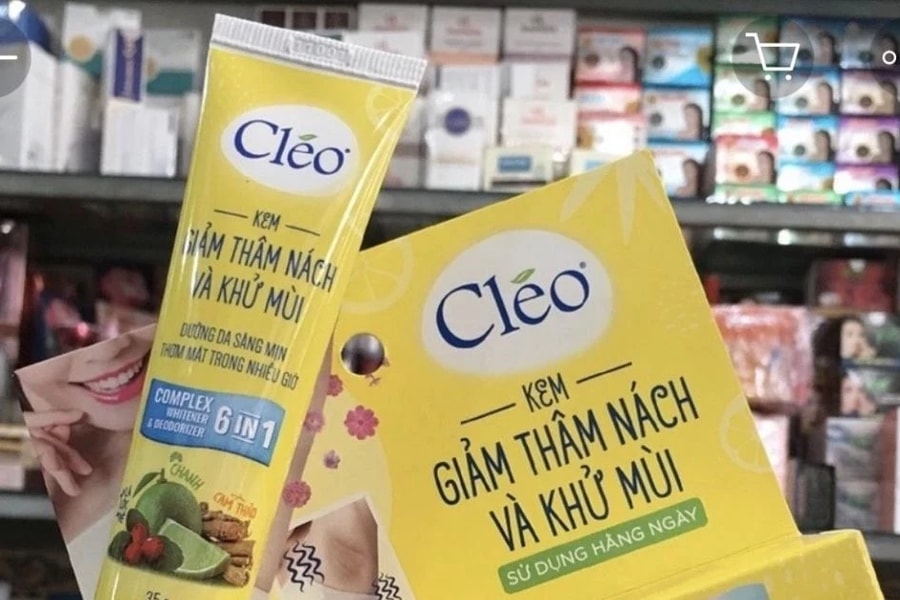 Cléo
KEM
GIẢM THÂM NÁCH
VÀ KHỬ MÙI
DƯỠNG DA SÁNG MỊN
THƠM MÁT TRONG NHIỀU GIỜ
COMPLEX
WHITENER
& DEODORIZER
6 IN 1
CHANH
CAM THẢO
Cléo
KEM
GIẢM THÂM NÁCH
VÀ KHỬ MÙI
SỬ DỤNG HẰNG NGÀY